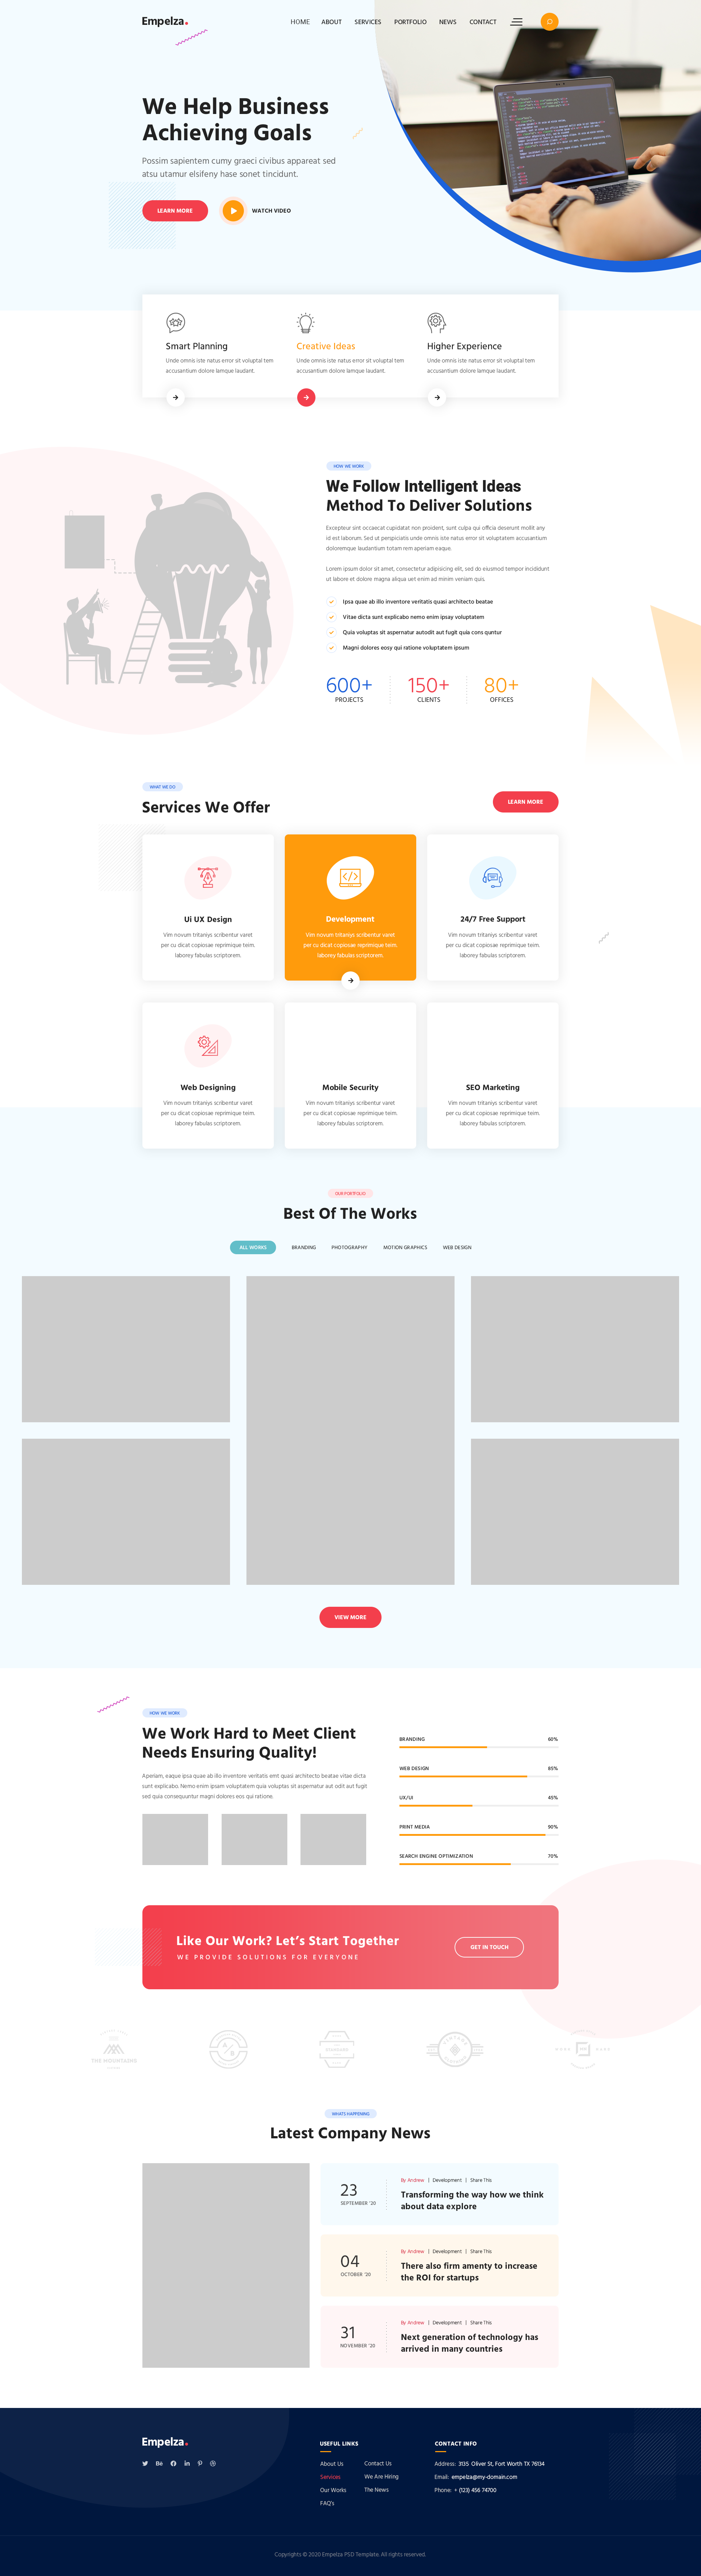 Empelza.
HOME ABOUT SERVICES PORTFOLIO NEWS CONTACT
We Help Business
Achieving Goals
Possim sapientem cumy graeci civibus appareat sed
atsu utamur elsifeny hase sonet tincidunt.
LEARN MORE
WATCH VIDEO
Smart Planning
Unde omnis iste natus error sit voluptal tem
accusantium dolore lamque laudant.
Creative Ideas
Unde omnis iste natus error sit voluptal tem
accusantium dolore lamque laudant.
Higher Experience
Unde omnis iste natus error sit voluptal tem
accusantium dolore lamque laudant.
HOW WE WORK
We Follow Intelligent Ideas
Method To Deliver Solutions
Excepteur sint occaecat cupidatat non proident, sunt culpa qui officia deserunt mollit any
id est laborum. Sed ut perspiciatis unde omnis iste natus error sit voluptatem accusantium
doloremque laudantium totam rem aperiam eaque.
Lorem ipsum dolor sit amet, consectetur adipisicing elit, sed do eiusmod tempor incididunt
ut labore et dolore magna aliqua uet enim ad minim veniam quis.
Ipsa quae ab illo inventore veritatis quasi architecto beatae
Vitae dicta sunt explicabo nemo enim ipsay voluptatem
Quia voluptas sit aspernatur autodit aut fugit quia cons quntur
Magni dolores eosy qui ratione voluptatem ipsum
600+
PROJECTS
150+
CLIENTS
80+
OFFICES
WHAT WE DO
Services We Offer
LEARN MORE
Ui UX Design
Vim novum tritaniys scribentur varet
per cu dicat copiosae reprimique teim.
laborey fabulas scriptorem.
Development
Vim novum tritaniys scribentur varet
per cu dicat copiosae reprimique teim.
laborey fabulas scriptorem.
24/7 Free Support
Vim novum tritaniys scribentur varet
per cu dicat copiosae reprimique teim.
laborey fabulas scriptorem.
Web Designing
Vim novum tritaniys scribentur varet
per cu dicat copiosae reprimique teim.
laborey fabulas scriptorem.
Mobile Security
Vim novum tritaniys scribentur varet
per cu dicat copiosae reprimique teim.
laborey fabulas scriptorem.
SEO Marketing
Vim novum tritaniys scribentur varet
per cu dicat copiosae reprimique teim.
laborey fabulas scriptorem.
OUR PORTFOLIO
Best Of The Works
ALL WORKS BRANDING PHOTOGRAPHY MOTION GRAPHICS WEB DESIGN
VIEW MORE
HOW WE WORK
We Work Hard to Meet Client
Needs Ensuring Quality!
Aperiam, eaque ipsa quae ab illo inventore veritatis emt quasi architecto beatae vitae dicta
sunt explicabo. Nemo enim ipsam voluptatem quia voluptas sit aspernatur aut odit aut fugit
sed quia consequuntur magni dolores eos qui ratione.
BRANDING 60%
WEB DESIGN 85%
UX/UI 45%
PRINT MEDIA 90%
SEARCH ENGINE OPTIMIZATION 70%
Like Our Work? Let's Start Together
WE PROVIDE SOLUTIONS FOR EVERYONE
GET IN TOUCH
THE MOUNTAINS
WHATS HAPPENING
Latest Company News
23
SEPTEMBER '20
By Andrew | Development | Share This
Transforming the way how we think
about data explore
04
OCTOBER '20
By Andrew | Development | Share This
There also firm amenty to increase
the ROI for startups
31
NOVEMBER '20
By Andrew | Development | Share This
Next generation of technology has
arrived in many countries
Empelza.
USEFUL LINKS
About Us
Services
Our Works
FAQ's
Contact Us
We Are Hiring
The News
CONTACT INFO
Address: 3135 Oliver St, Fort Worth TX 76134
Email: empelza@my-domain.com
Phone: + (123) 456 74700
Copyrights © 2020 Empelza PSD Template. All rights reserved.